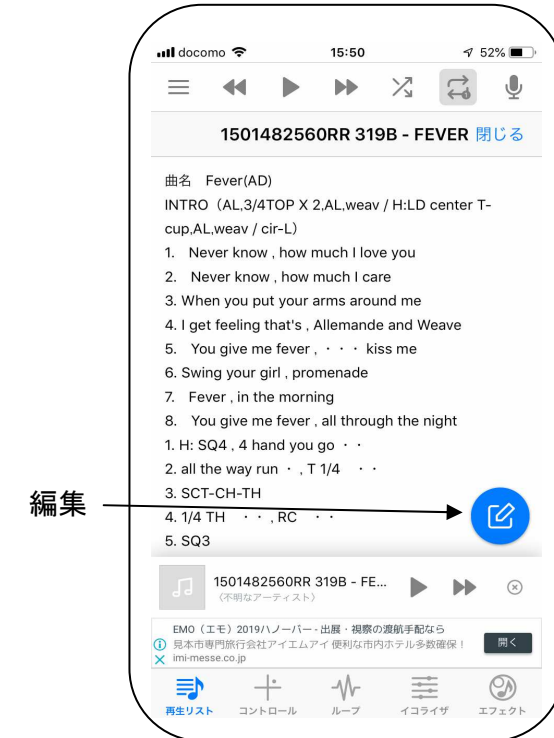 docomo 15:50 52%
1501482560RR 319B - FEVER 閉じる
曲名 Fever(AD)
INTRO（AL,3/4TOP X 2,AL,weav / H:LD center T-
cup,AL,weav / cir-L）
1. Never know , how much I love you
2. Never know , how much I care
3. When you put your arms around me
4. I get feeling that's , Allemande and Weave
5. You give me fever , ・・・ kiss me
6. Swing your girl , promenade
7. Fever , in the morning
8. You give me fever , all through the night
1. H: SQ4 , 4 hand you go ・・
2. all the way run ・ , T 1/4 ・・
3. SCT-CH-TH
編集
4. 1/4 TH ・・ , RC ・・
5. SQ3
1501482560RR 319B - FE...
〈不明なアーティスト〉
EMO（エモ）2019ハノーバー - 出展・視察の渡航手配なら
見本市専門旅行会社アイエムアイ 便利な市内ホテル多数確保！
imi-messe.co.jp
開く
再生リスト コントロール ループ イコライザ エフェクト